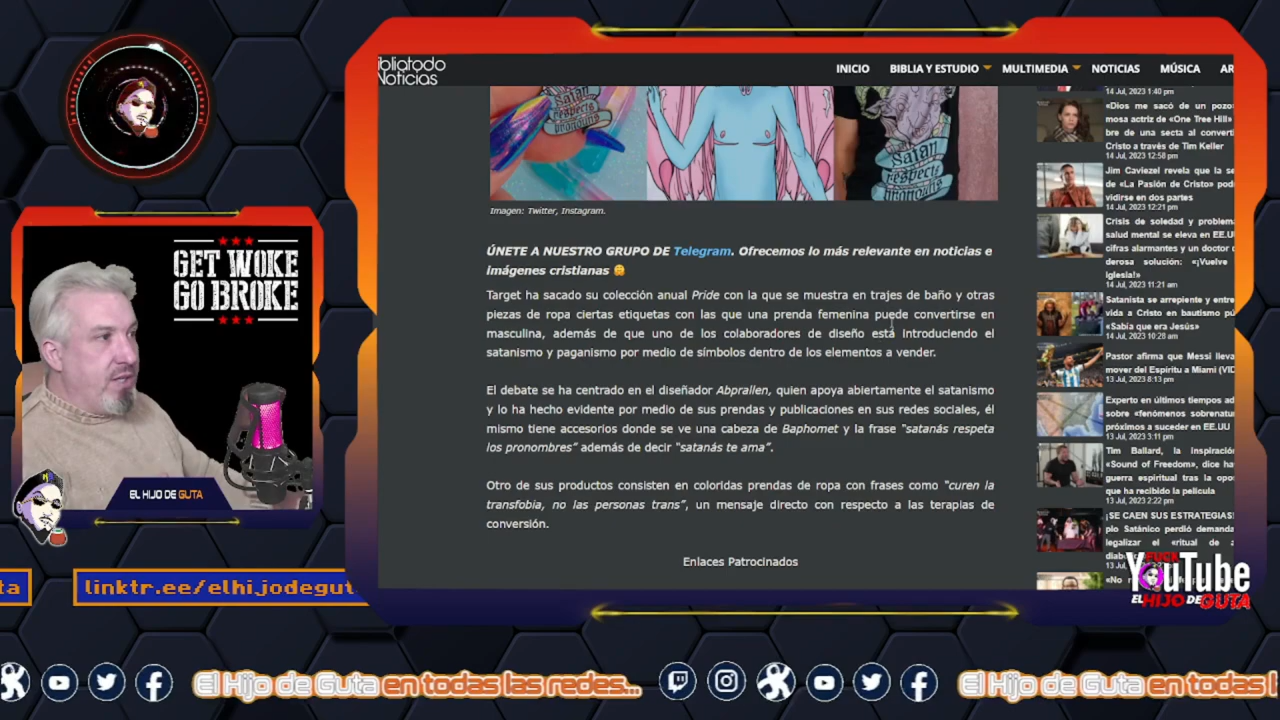 GET WOKE
GO BROKE
EL HIJO DE GUTA
linktr.ee/elhijodegut
ta
ibliatodo
Noticias
INICIO
BIBLIA Y ESTUDIO
MULTIMEDIA
NOTICIAS
MÚSICA
AR
Satan
respects
pronouns
Satan
respects
pronouns
Imagen: Twitter, Instagram.
ÚNETE A NUESTRO GRUPO DE Telegram. Ofrecemos lo más relevante en noticias e
imágenes cristianas
Target ha sacado su colección anual Pride con la que se muestra en trajes de baño y otras
piezas de ropa ciertas etiquetas con las que una prenda femenina puede convertirse en
masculina, además de que uno de los colaboradores de diseño está introduciendo el
satanismo y paganismo por medio de símbolos dentro de los elementos a vender.
El debate se ha centrado en el diseñador Abprallen, quien apoya abiertamente el satanismo
y lo ha hecho evidente por medio de sus prendas y publicaciones en sus redes sociales, él
mismo tiene accesorios donde se ve una cabeza de Baphomet y la frase "satanás respeta
los pronombres" además de decir "satanás te ama".
Otro de sus productos consisten en coloridas prendas de ropa con frases como "curen la
transfobia, no las personas trans", un mensaje directo con respecto a las terapias de
conversión.
Enlaces Patrocinados
14 Jul, 2023 1:40 pm
«Dios me sacó de un pozo
mosa actriz de «One Tree Hill»
bre de una secta al converti
Cristo a través de Tim Keller
14 Jul, 2023 12:58 pm
Jim Caviezel revela que la se
de «La Pasión de Cristo» pod
vidirse en dos partes
14 Jul, 2023 12:21 pm
Crisis de soledad y problem
salud mental se eleva en EE.U
cifras alarmantes y un doctor
derosa solución: «¡Vuelve
iglesia!»
14 Jul, 2023 11:21 am
Satanista se arrepiente y entre
vida a Cristo en bautismo pú
«Sabía que era Jesús»
14 Jul, 2023 10:28 am
Pastor afirma que Messi lleva
mover del Espíritu a Miami (VID
13 Jul, 2023 8:13 pm
Experto en últimos tiempos ad
sobre «fenómenos sobrenatu
próximos a suceder en EE.UU
13 Jul, 2023 3:11 pm
Tim Ballard, la inspiració
«Sound of Freedom», dice ha
guerra espiritual tras la opo
que ha recibido la película
13 Jul, 2023 2:22 pm
¡SE CAEN SUS ESTRATEGIAS!
plo Satánico perdió demanda
legalizar el «ritual de a
YouTube
EL HIJO DE GUTA
El Hijo de Guta en todas las redes...
El Hijo de Guta en todas l